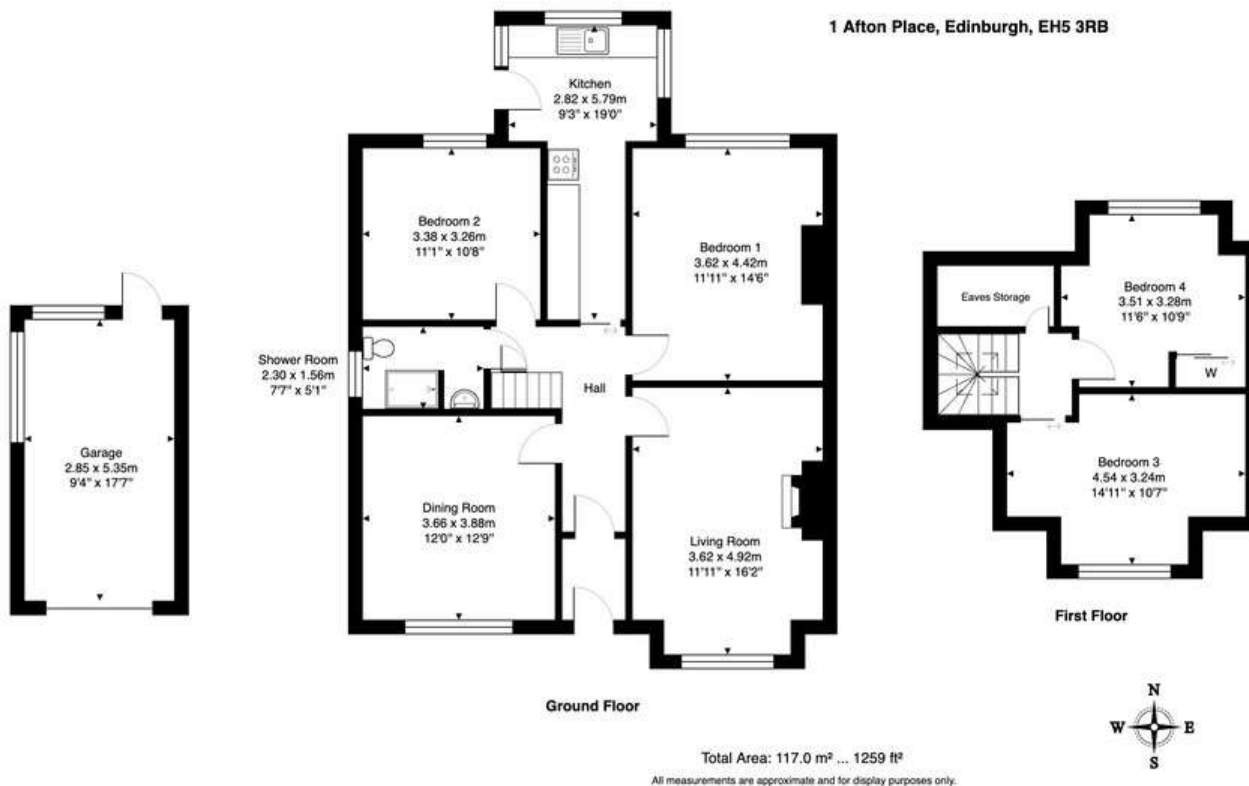 1 Afton Place, Edinburgh, EH5 3RB
Kitchen
2.82 x 5.79m
9'3" x 19'0"
Bedroom 2
3.38 x 3.26m
11'1" x 10'8"
Bedroom 1
3.62 x 4.42m
11'11" x 14'6"
Shower Room
2.30 x 1.56m
7'7" x 5'1"
Hall
Garage
2.85 x 5.35m
9'4" x 17'7"
Dining Room
3.66 x 3.88m
12'0" x 12'9"
Living Room
3.62 x 4.92m
11'11" x 16'2"
Ground Floor
Eaves Storage
Bedroom 4
3.51 x 3.28m
11'6" x 10'9"
W
Bedroom 3
4.54 x 3.24m
14'11" x 10'7"
First Floor
N
W E
S
Total Area: 117.0 m² ... 1259 ft²
All measurements are approximate and for display purposes only.